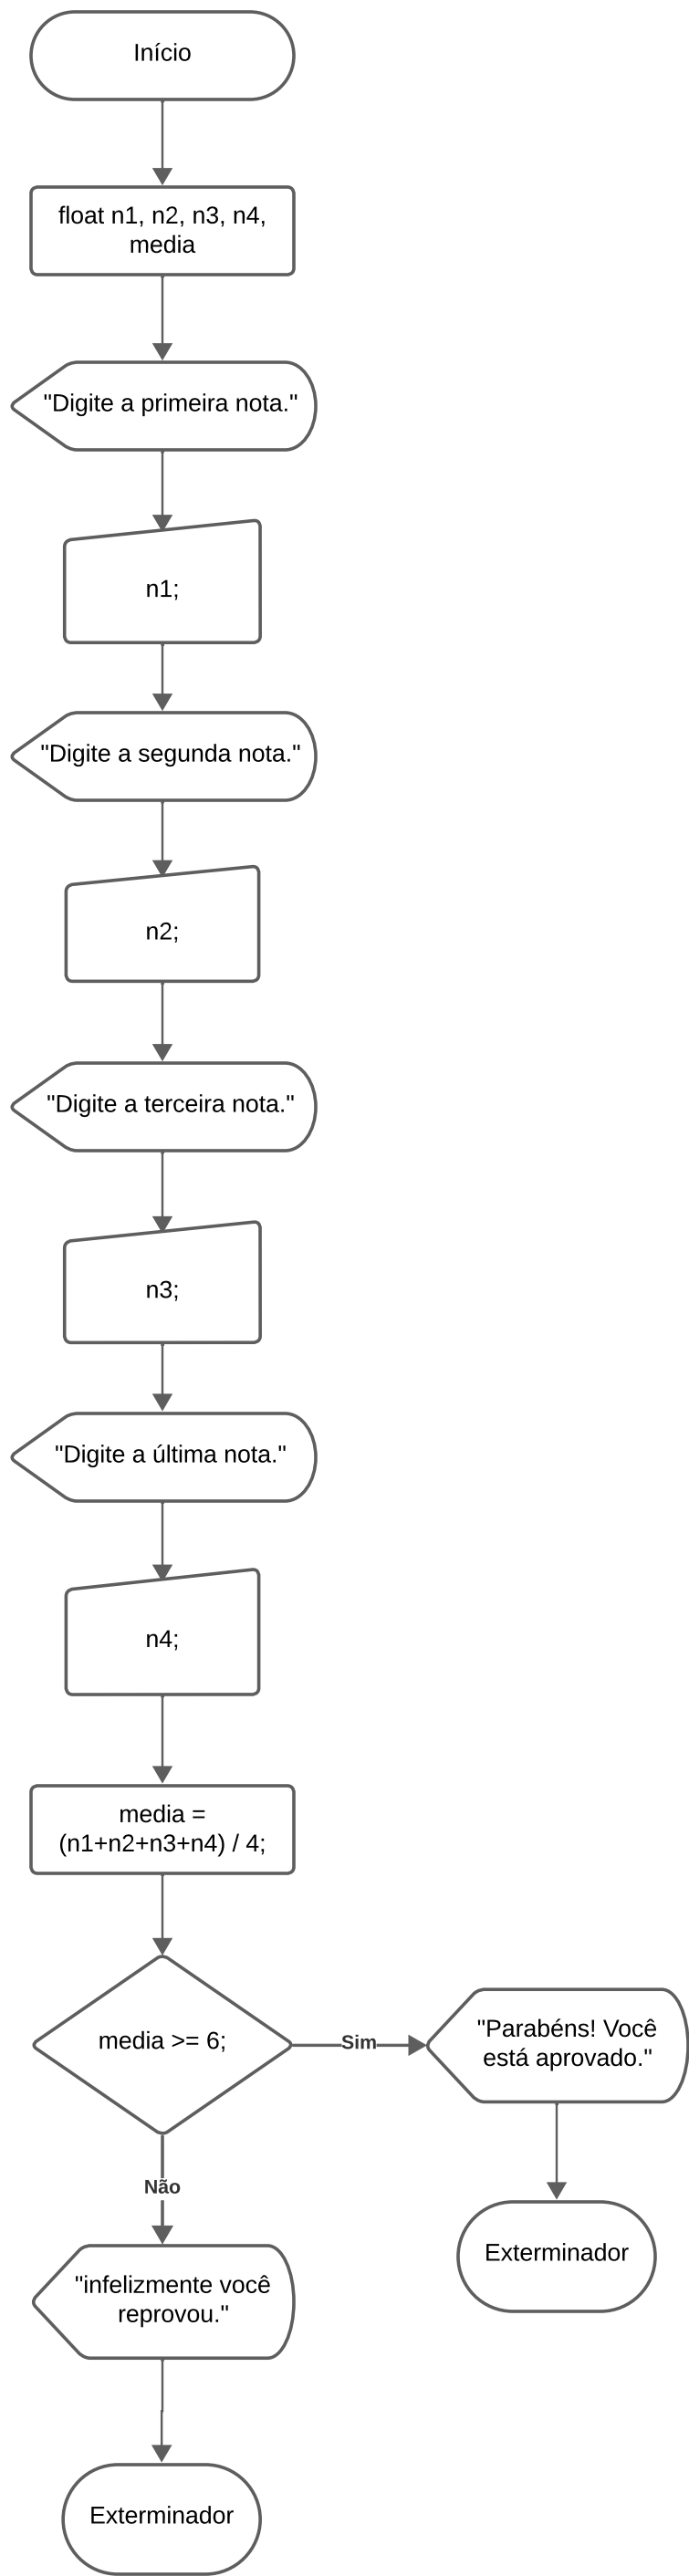 Início
float n1, n2, n3, n4,
media
"Digite a primeira nota."
n1;
"Digite a segunda nota."
n2;
"Digite a terceira nota."
n3;
"Digite a última nota."
n4;
media =
(n1+n2+n3+n4) / 4;
media >= 6;
Sim
"Parabéns! Você
está aprovado."
Exterminador
Não
"infelizmente você
reprovou."
Exterminador